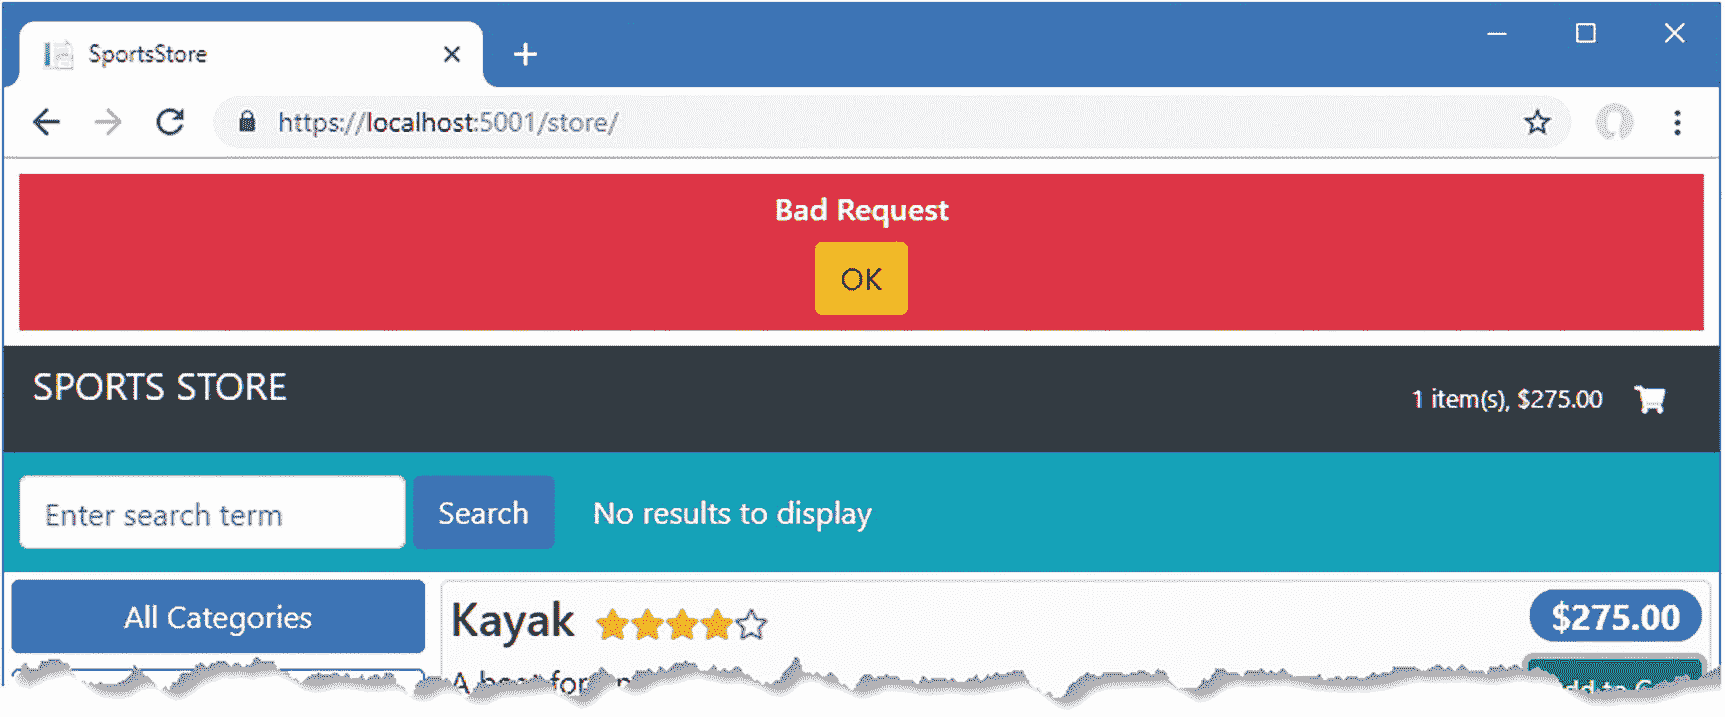 SportsStore
https://localhost:5001/store/
Bad Request
OK
SPORTS STORE
1 item(s), $275.00
Enter search term
Search
No results to display
All Categories
Kayak
$275.00